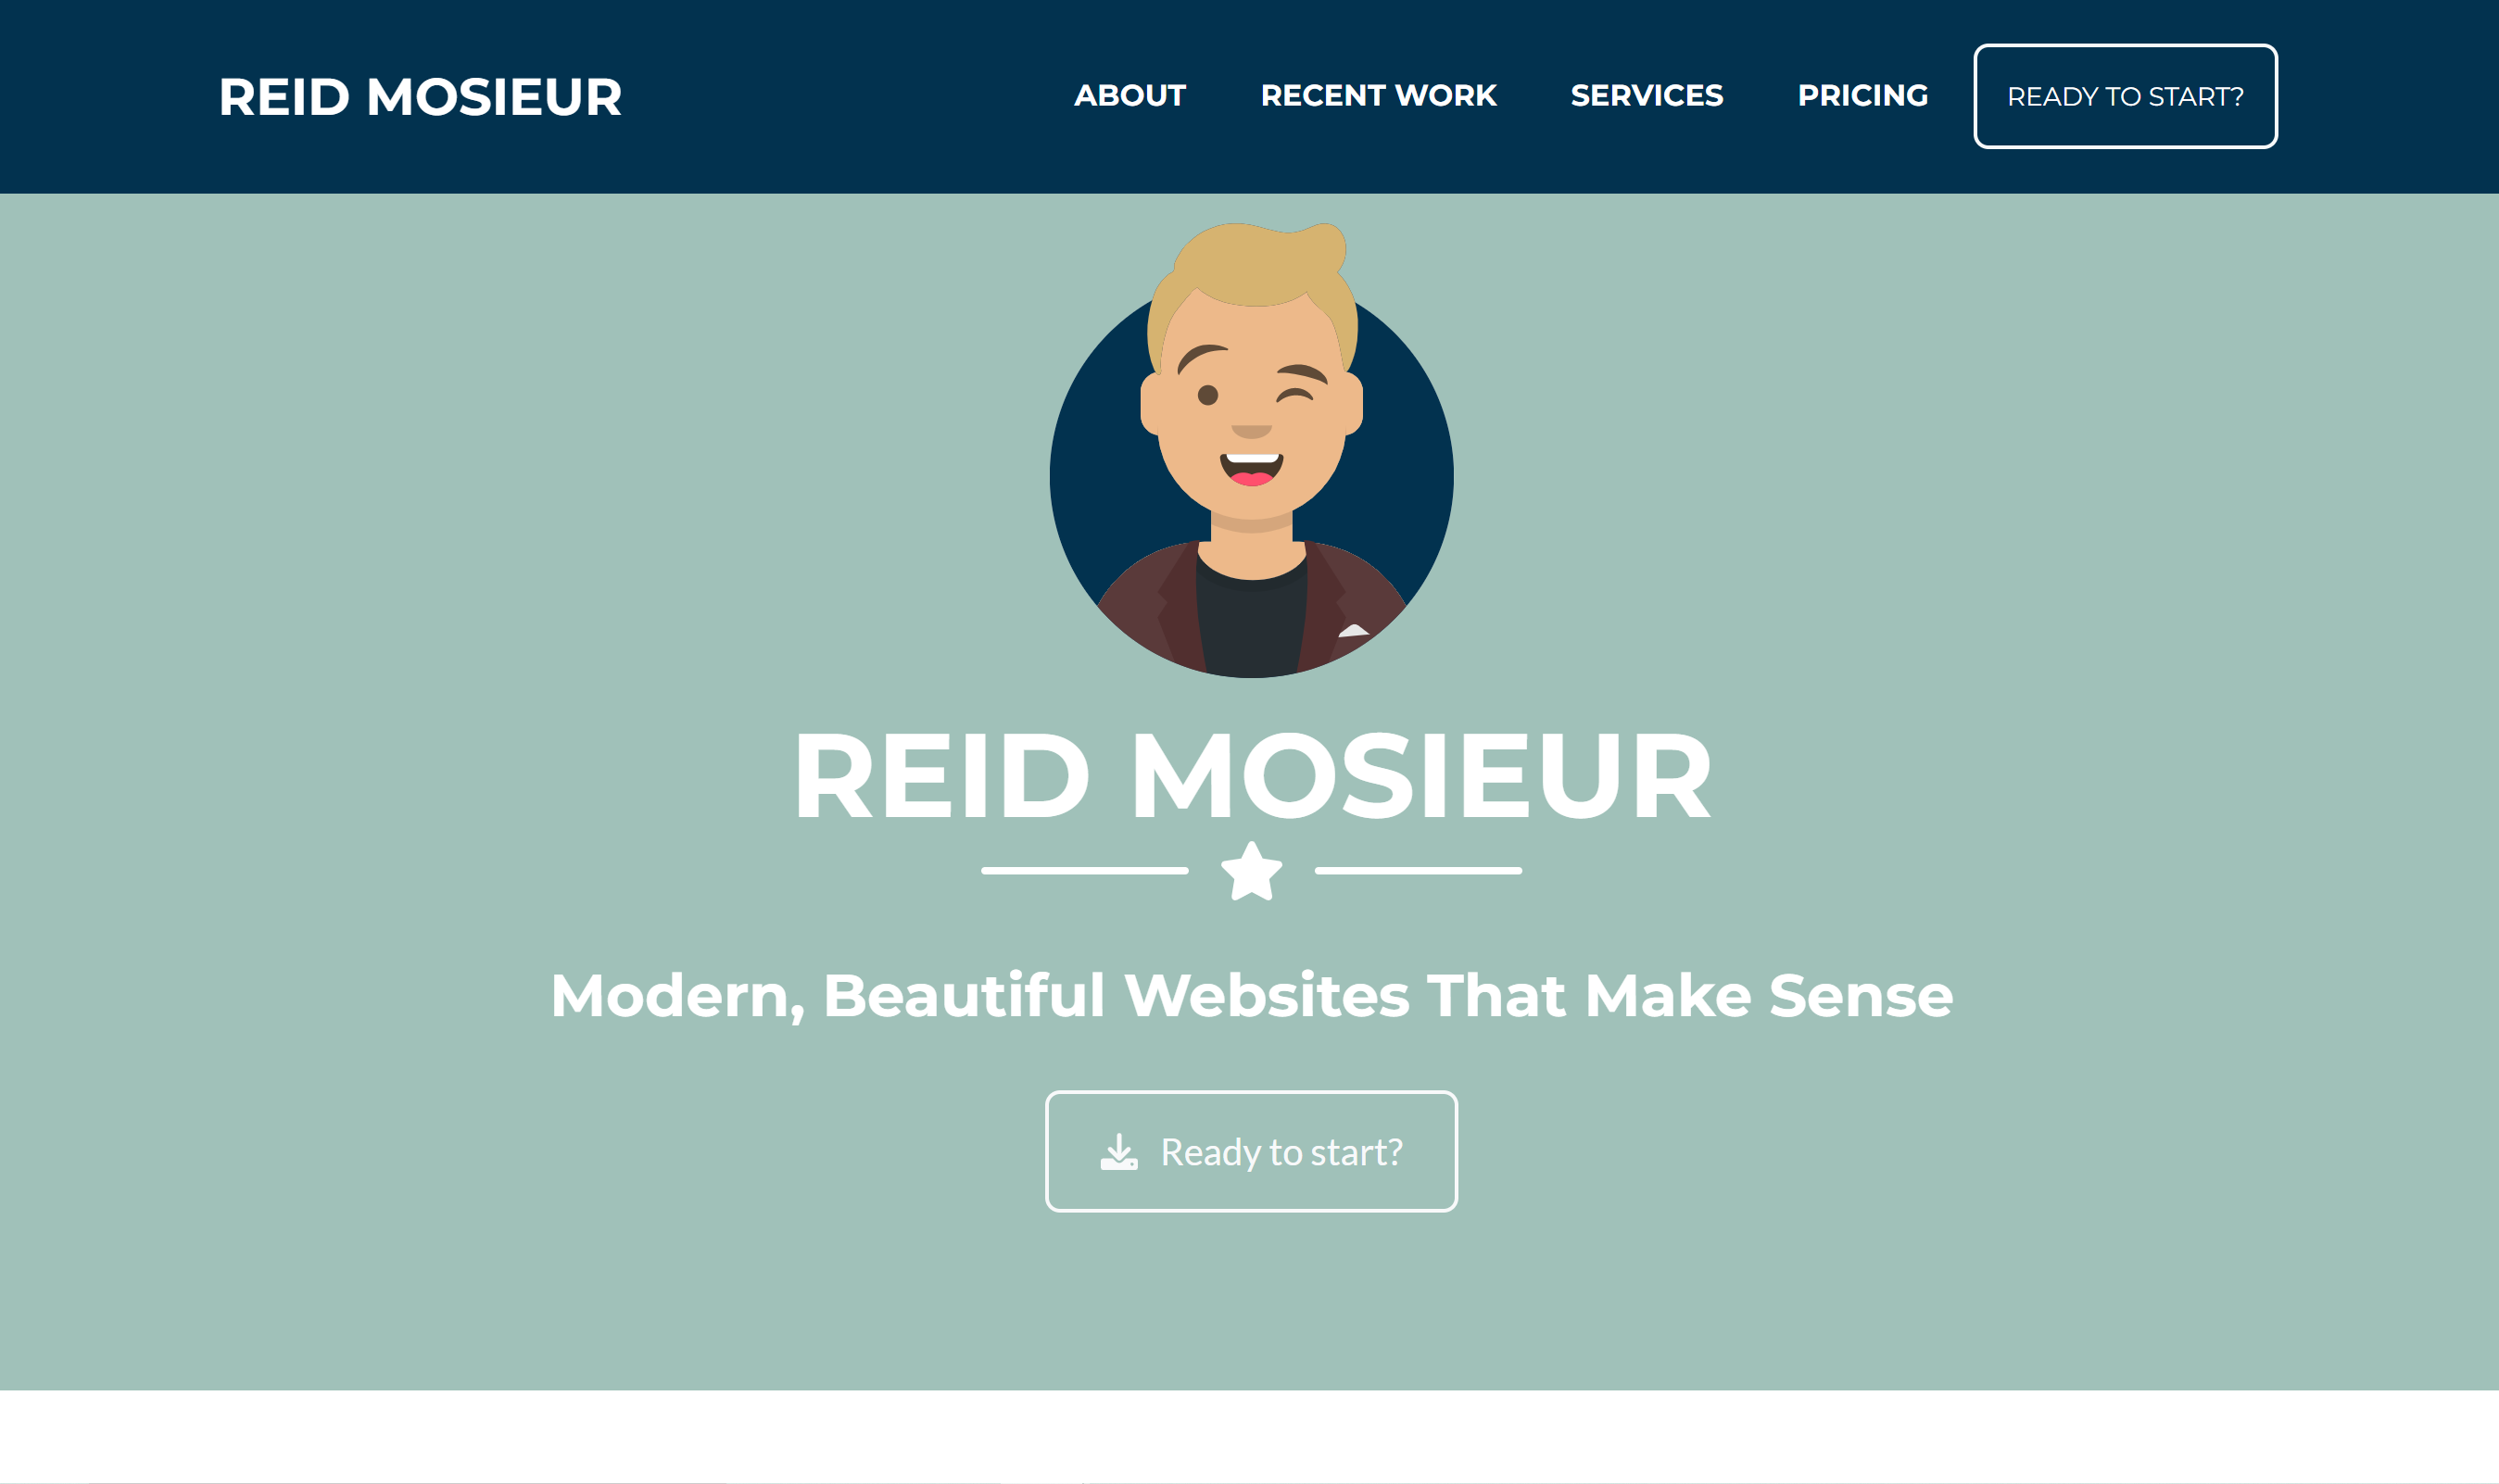 REID MOSIEUR
ABOUT RECENT WORK SERVICES PRICING READY TO START?
REID MOSIEUR
Modern, Beautiful Websites That Make Sense
Ready to start?